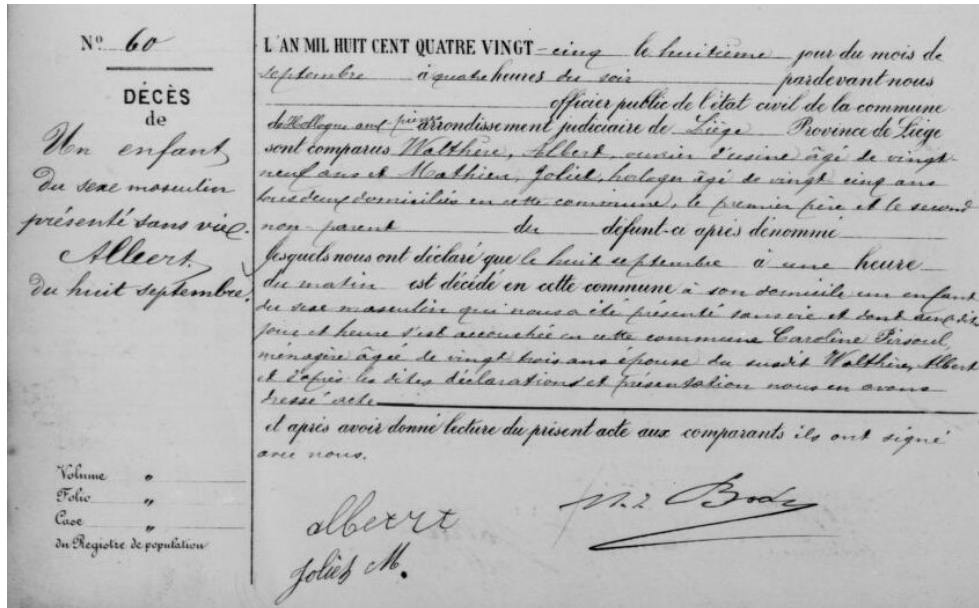 N° 60
DÉCÈS
de
Un enfant
du sexe masculin
présenté sans vie.
Albert.
du huit septembre.
Volume "
Folio "
Case "
du Registre de population
L'AN MIL HUIT CENT QUATRE VINGT-cinq le huitième jour du mois de
septembre à quatre heures du soir pardevant nous
officier public de l'état civil de la commune
de Hollogne aux pierres arrondissement judiciaire de Liège Province de Liège
sont comparus Walthère, Albert, ouvrier d'usine âgé de vingt
neuf ans et Mathieu, Joliet, horloger âgé de vingt cinq ans
tous deux domiciliés en cette commune, le premier père et le second
non parent du défunt-ci après dénommé
lesquels nous ont déclaré que le huit septembre à une heure
du matin est décédé en cette commune à son domicile un enfant
du sexe masculin qui nous a été présenté sans vie et dont aux dits
jour et heure s'est accouchée en cette commune Caroline Pirsoul,
ménagère âgée de vingt trois ans épouse du susdit Walthère, Albert
et d'après les dites déclarations et présentation nous en avons
dressé acte
et après avoir donné lecture du présent acte aux comparants ils ont signé
avec nous.
Albert
Joliet M.